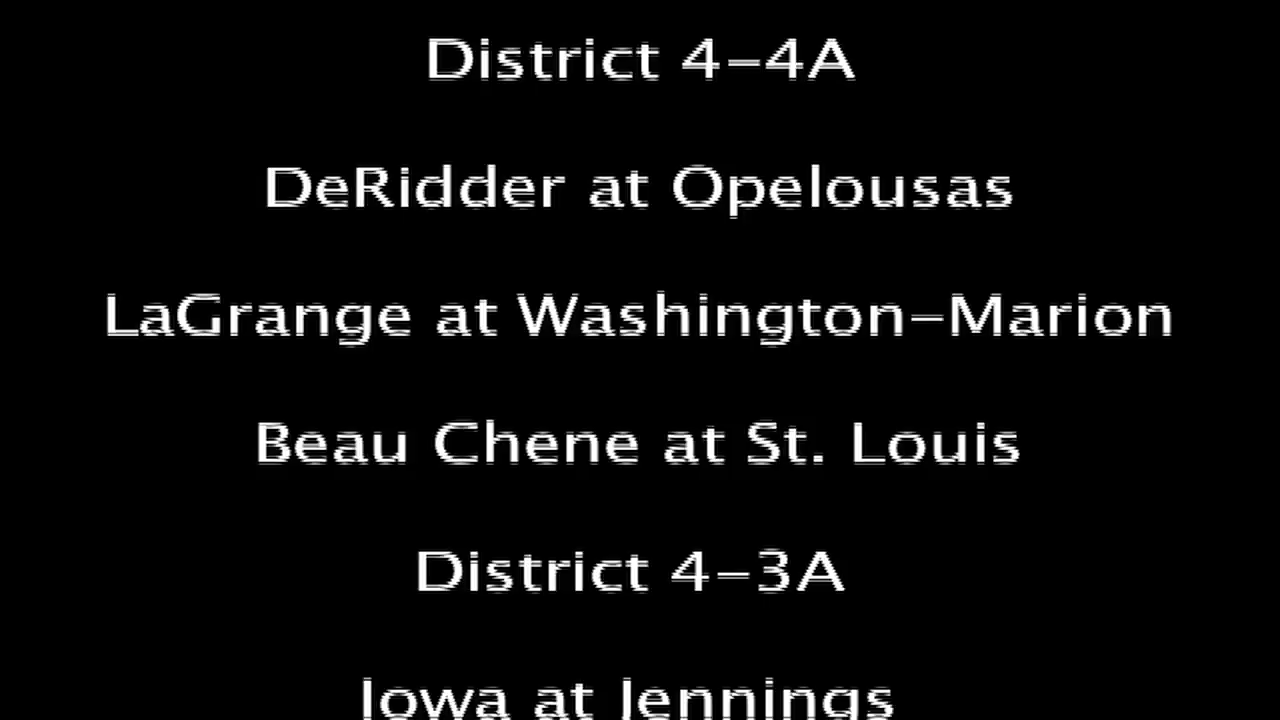 District 4-4A
DeRidder at Opelousas
LaGrange at Washington-Marion
Beau Chene at St. Louis
District 4-3A
Iowa at Jennings